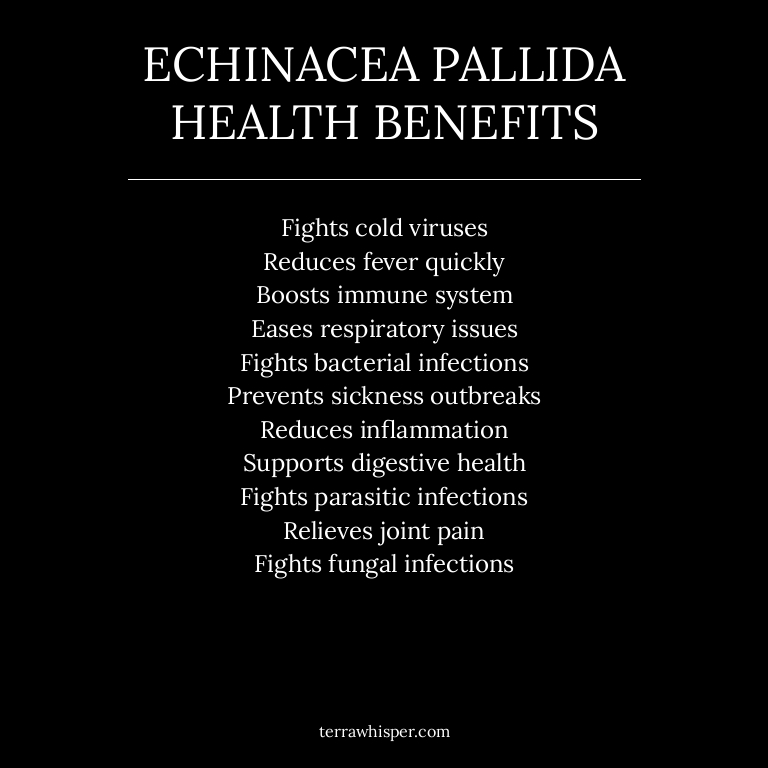 ECHINACEA PALLIDA
HEALTH BENEFITS
Fights cold viruses
Reduces fever quickly
Boosts immune system
Eases respiratory issues
Fights bacterial infections
Prevents sickness outbreaks
Reduces inflammation
Supports digestive health
Fights parasitic infections
Relieves joint pain
Fights fungal infections
terrawhisper.com